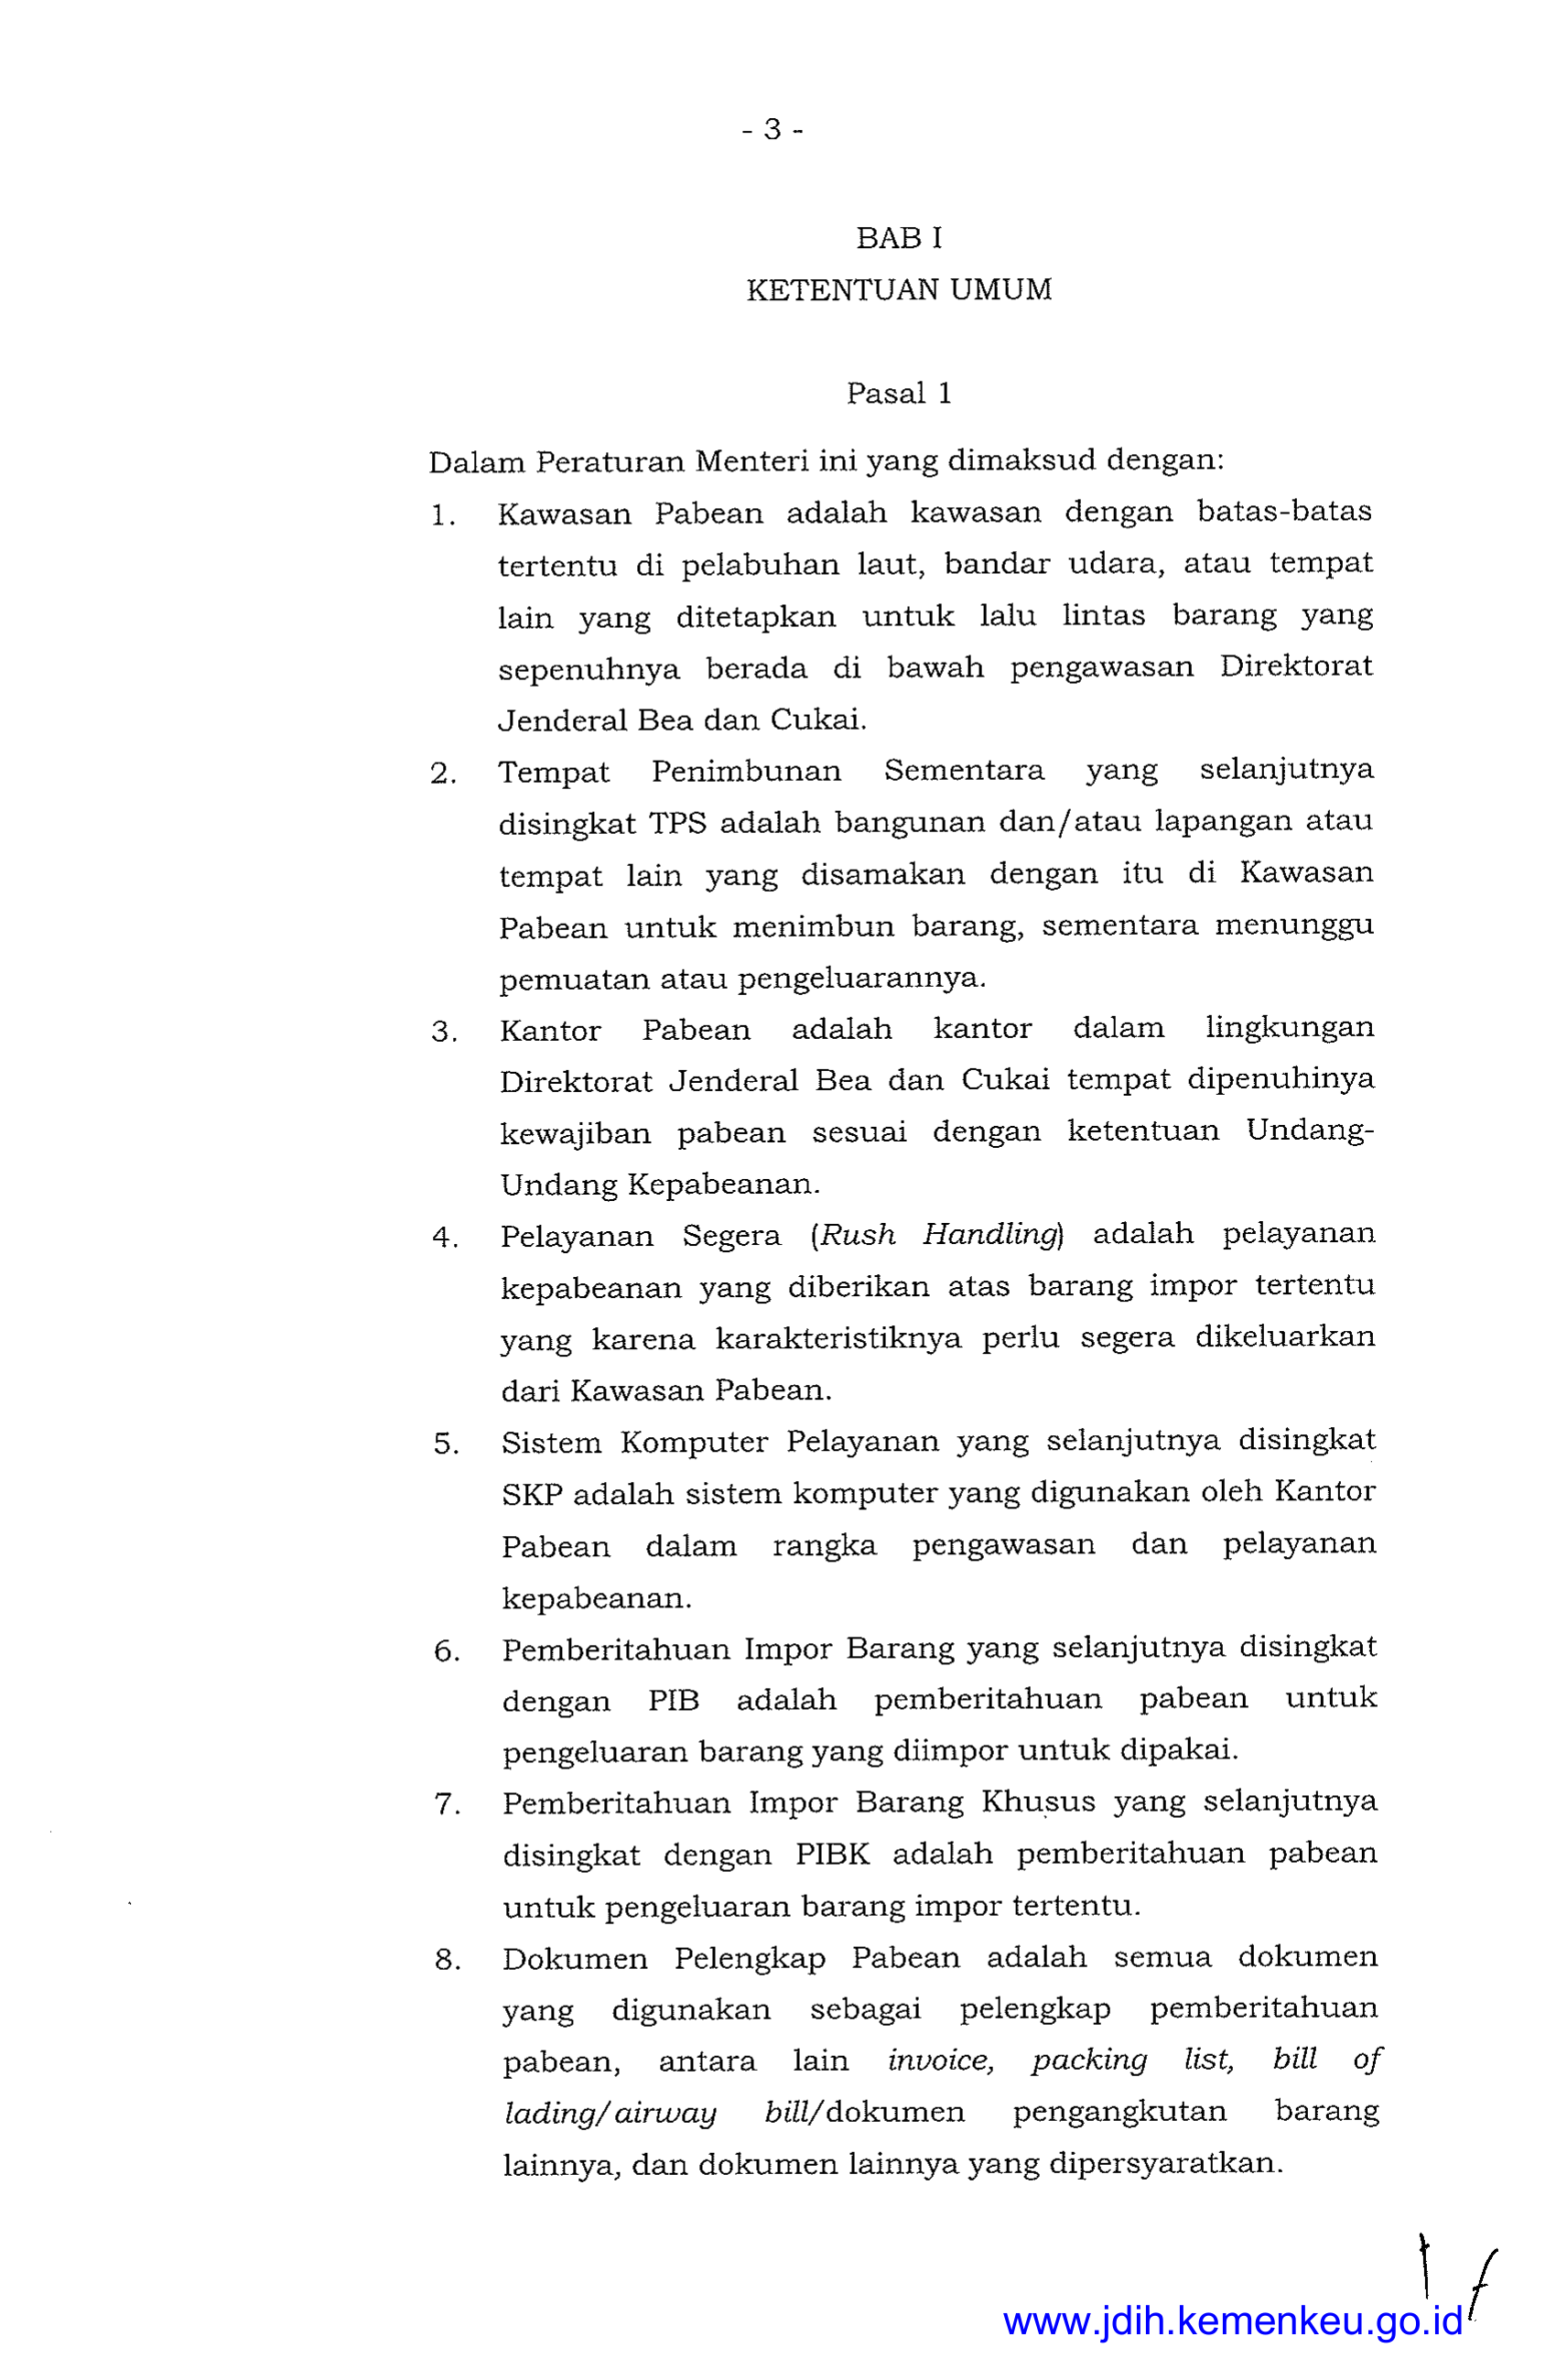 - 3 -
BAB I
KETENTUAN UMUM
Pasal 1
Dalam Peraturan Menteri ini yang dimaksud dengan:
1. Kawasan Pabean adalah kawasan dengan batas-batas
tertentu di pelabuhan laut, bandar udara, atau tempat
lain yang ditetapkan untuk lalu lintas barang yang
sepenuhnya berada di bawah pengawasan Direktorat
Jenderal Bea dan Cukai.
2. Tempat Penimbunan Sementara yang selanjutnya
disingkat TPS adalah bangunan dan/atau lapangan atau
tempat lain yang disamakan dengan itu di Kawasan
Pabean untuk menimbun barang, sementara menunggu
pemuatan atau pengeluarannya.
3. Kantor Pabean adalah kantor dalam lingkungan
Direktorat Jenderal Bea dan Cukai tempat dipenuhinya
kewajiban pabean sesuai dengan ketentuan Undang-
Undang Kepabeanan.
4. Pelayanan Segera (Rush Handling) adalah pelayanan
kepabeanan yang diberikan atas barang impor tertentu
yang karena karakteristiknya perlu segera dikeluarkan
dari Kawasan Pabean.
5. Sistem Komputer Pelayanan yang selanjutnya disingkat
SKP adalah sistem komputer yang digunakan oleh Kantor
Pabean dalam rangka pengawasan dan pelayanan
kepabeanan.
6. Pemberitahuan Impor Barang yang selanjutnya disingkat
dengan PIB adalah pemberitahuan pabean untuk
pengeluaran barang yang diimpor untuk dipakai.
7. Pemberitahuan Impor Barang Khusus yang selanjutnya
disingkat dengan PIBK adalah pemberitahuan pabean
untuk pengeluaran barang impor tertentu.
8. Dokumen Pelengkap Pabean adalah semua dokumen
yang digunakan sebagai pelengkap pemberitahuan
pabean, antara lain invoice, packing list, bill of
lading/airway bill/dokumen pengangkutan barang
lainnya, dan dokumen lainnya yang dipersyaratkan.
www.jdih.kemenkeu.go.id